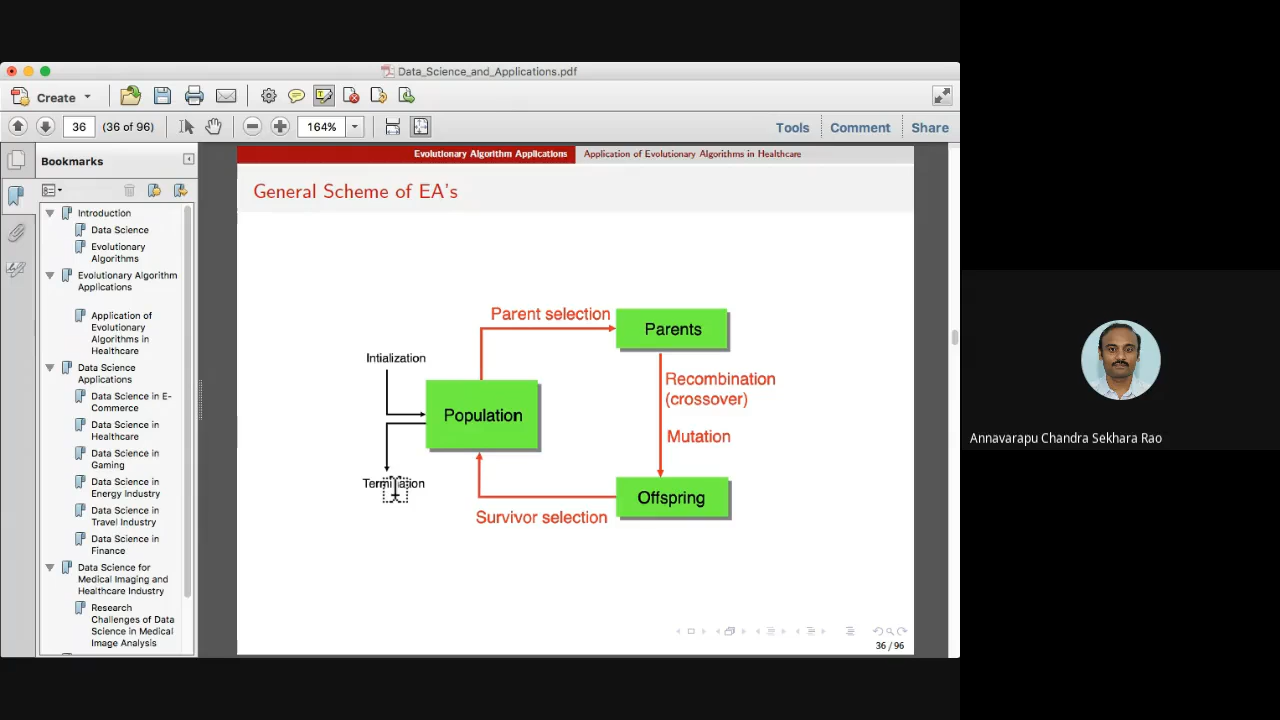 Data_Science_and_Applications.pdf
Create
36 (36 of 96) 164% Tools Comment Share
Bookmarks
Introduction
Data Science
Evolutionary
Algorithms
Evolutionary Algorithm
Applications
Application of
Evolutionary
Algorithms in
Healthcare
Data Science
Applications
Data Science in E-
Commerce
Data Science in
Healthcare
Data Science in
Gaming
Data Science in
Energy Industry
Data Science in
Travel Industry
Data Science in
Finance
Data Science for
Medical Imaging and
Healthcare Industry
Research
Challenges of Data
Science in Medical
Image Analysis
Evolutionary Algorithm Applications Application of Evolutionary Algorithms in Healthcare
General Scheme of EA's
Parent selection
Parents
Intialization
Recombination
(crossover)
Population
Mutation
Termination
Offspring
Survivor selection
36 / 96
Annavarapu Chandra Sekhara Rao